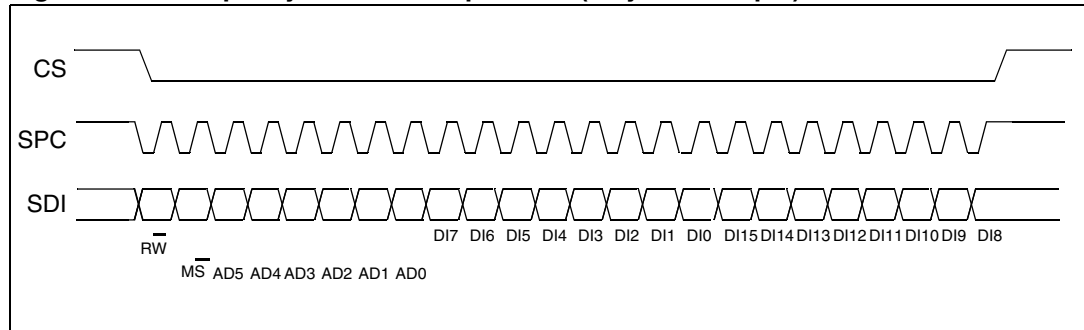 CS
SPC
SDI
DI7 DI6 DI5 DI4 DI3 DI2 DI1 DI0 DI15 DI14 DI13 DI12 DI11 DI10 DI9 DI8
RW
MS AD5 AD4 AD3 AD2 AD1 AD0